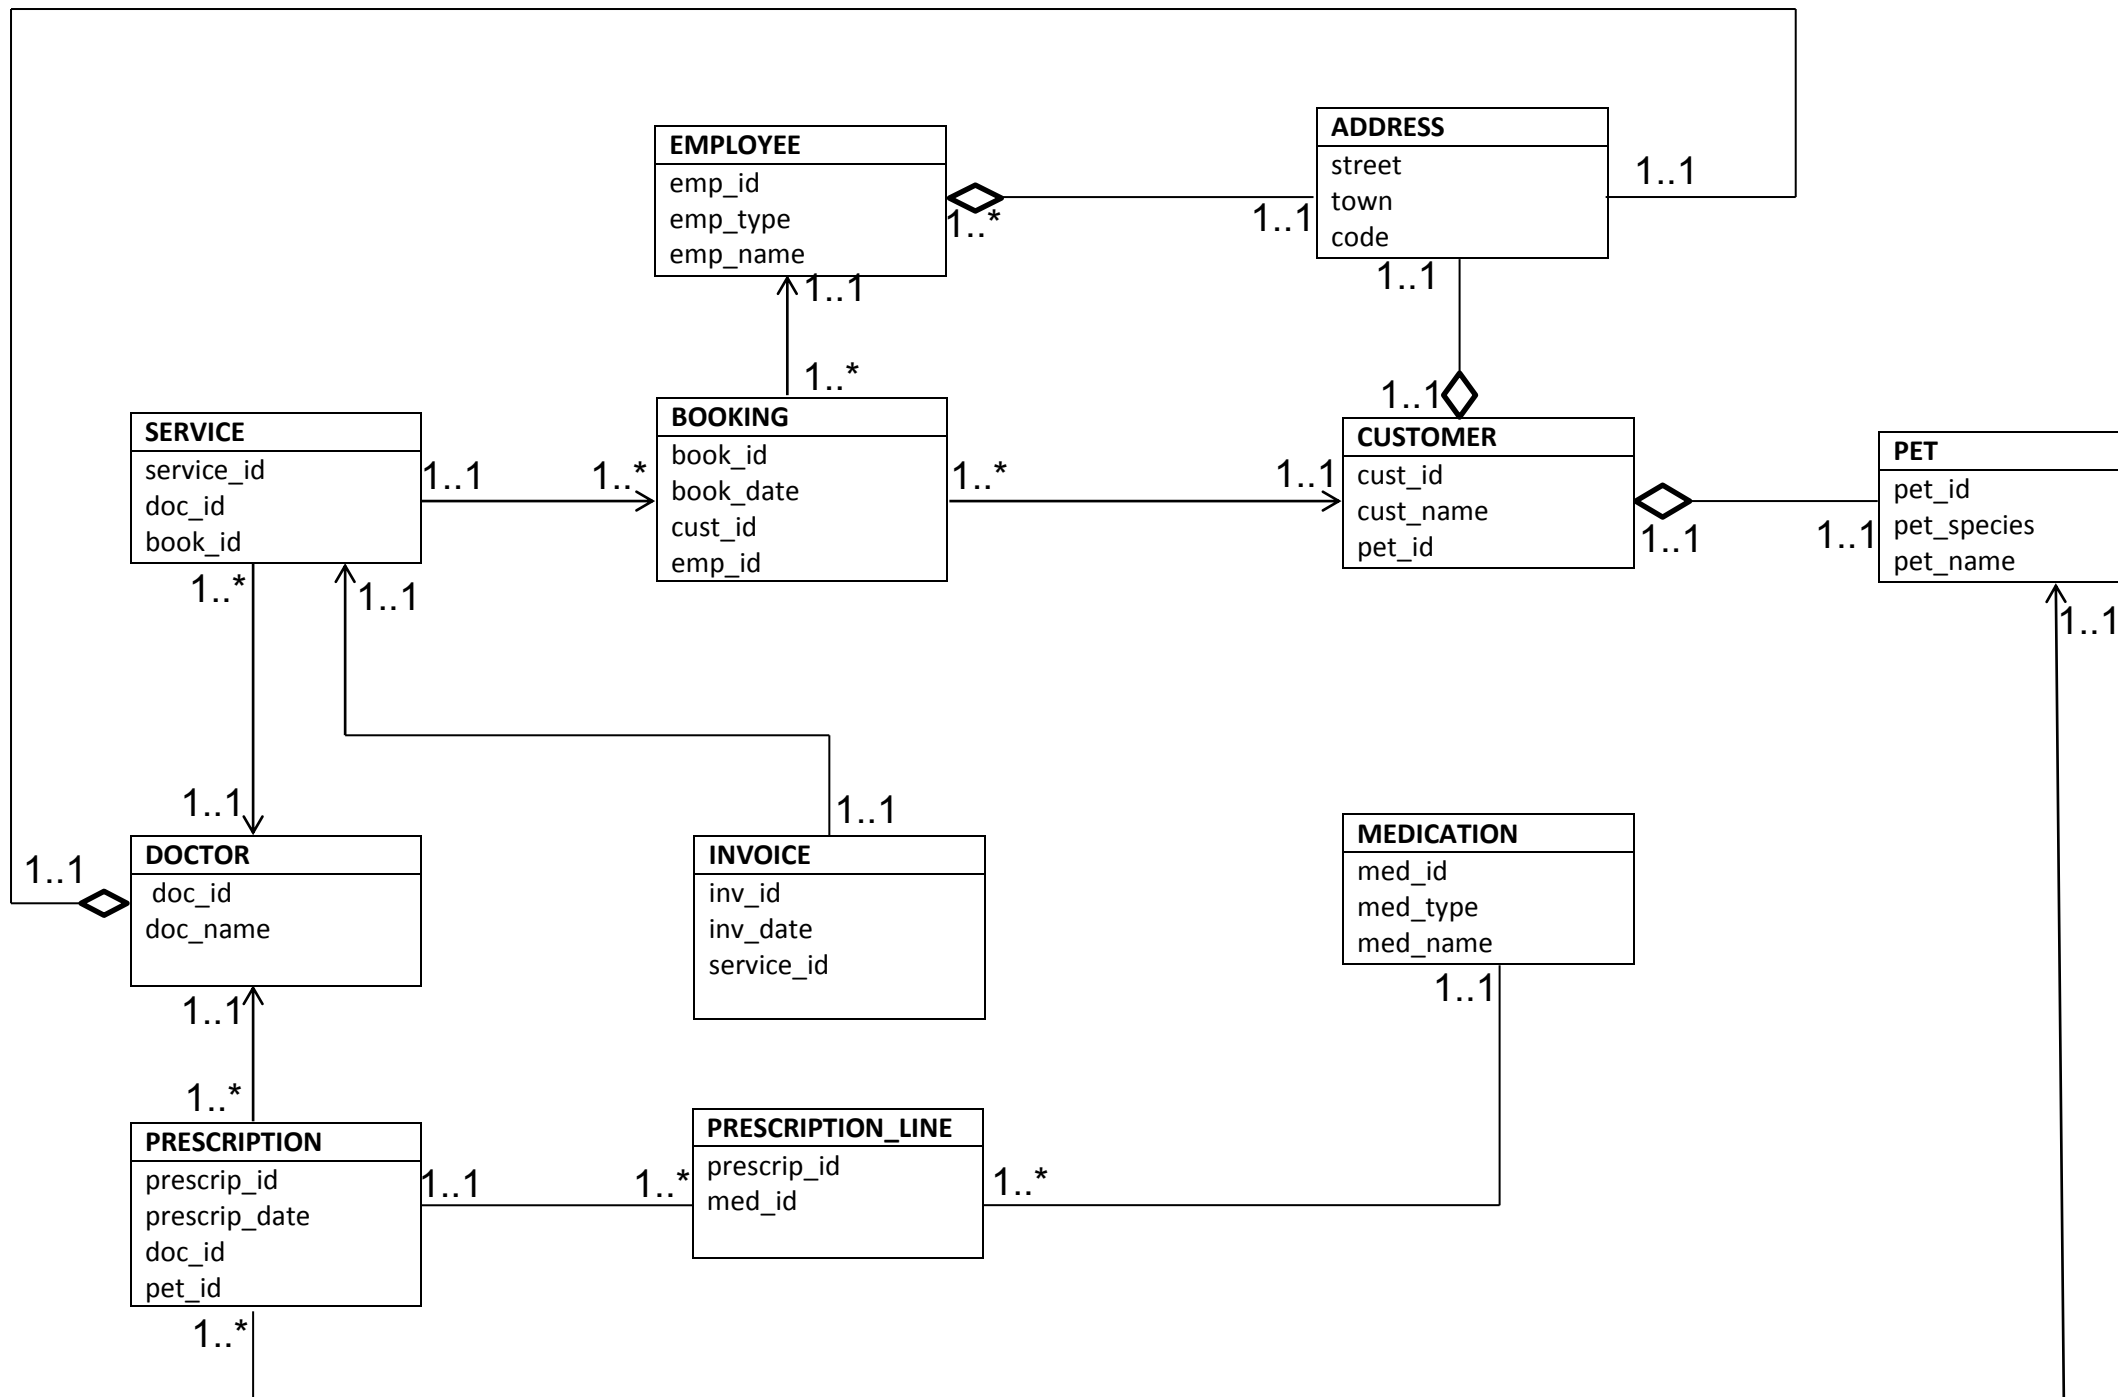 EMPLOYEE
emp_id
emp_type
emp_name
1..*
1..1
ADDRESS
street
town
code
1..1
1..1
1..1
1..*
1..1
SERVICE
service_id
doc_id
book_id
1..1
1..*
BOOKING
book_id
book_date
cust_id
emp_id
1..*
1..1
CUSTOMER
cust_id
cust_name
pet_id
1..1
1..1
PET
pet_id
pet_species
pet_name
1..*
1..1
1..1
1..1
1..1
1..1
DOCTOR
doc_id
doc_name
INVOICE
inv_id
inv_date
service_id
MEDICATION
med_id
med_type
med_name
1..1
1..1
1..*
PRESCRIPTION
prescrip_id
prescrip_date
doc_id
pet_id
1..1
1..*
PRESCRIPTION_LINE
prescrip_id
med_id
1..*
1..*